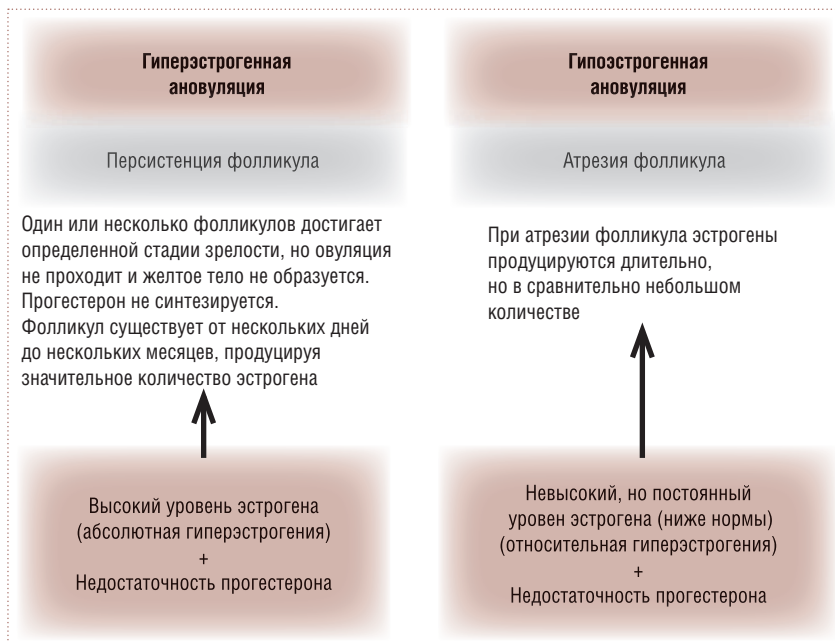 Гиперэстрогенная
ановуляция
Персистенция фолликула
Один или несколько фолликулов достигает
определенной стадии зрелости, но овуляция
не проходит и желтое тело не образуется.
Прогестерон не синтезируется.
Фолликул существует от нескольких дней
до нескольких месяцев, продуцируя
значительное количество эстрогена
Высокий уровень эстрогена
(абсолютная гиперэстрогения)
+
Недостаточность прогестерона
Гипоэстрогенная
ановуляция
Атрезия фолликула
При атрезии фолликула эстрогены
продуцируются длительно,
но в сравнительно небольшом
количестве
Невысокий, но постоянный
уровен эстрогена (ниже нормы)
(относительная гиперэстрогения)
+
Недостаточность прогестерона